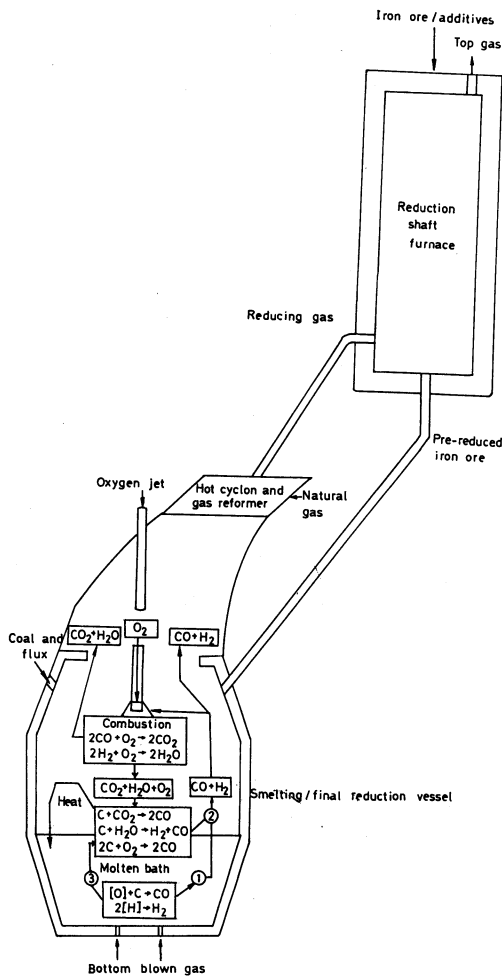 Iron ore/additives
Top gas
Reduction
shaft
furnace
Reducing gas
Pre-reduced
iron ore
Oxygen jet
Hot cyclon and
gas reformer
Natural
gas
CO₂+H₂O
O₂
CO+H₂
Coal and
flux
Combustion
2CO+O₂→2CO₂
2H₂+O₂→2H₂O
CO₂+H₂O+O₂
CO+H₂
Smelting/final reduction vessel
Heat
C+CO₂→2CO
C+H₂O→H₂+CO
2C+O₂→2CO
2
Molten bath
3
[O]+C→CO
2[H]→H₂
1
Bottom blown gas